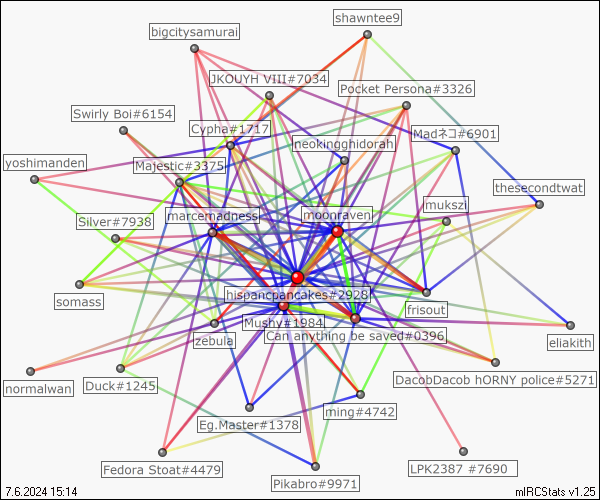 shawntee9
bigcitysamurai
JKOUYH VIII#7034
Pocket Persona#3326
Swirly Boi#6154
Cypha#1717
Madネコ#6901
neokingghidorah
yoshimanden
Majestic#3375
thesecondtwat
mukszi
marcemadness
moonraven
Silver#7938
hispancpancakes#2928
somass
frisout
Mushy#1984
Can anything be saved#0396
zebula
eliakith
normalwan
Duck#1245
DacobDacob hORNY police#5271
ming#4742
Eg.Master#1378
Fedora Stoat#4479
LPK2387 #7690
Pikabro#9971
7.6.2024 15:14
mIRCStats v1.25